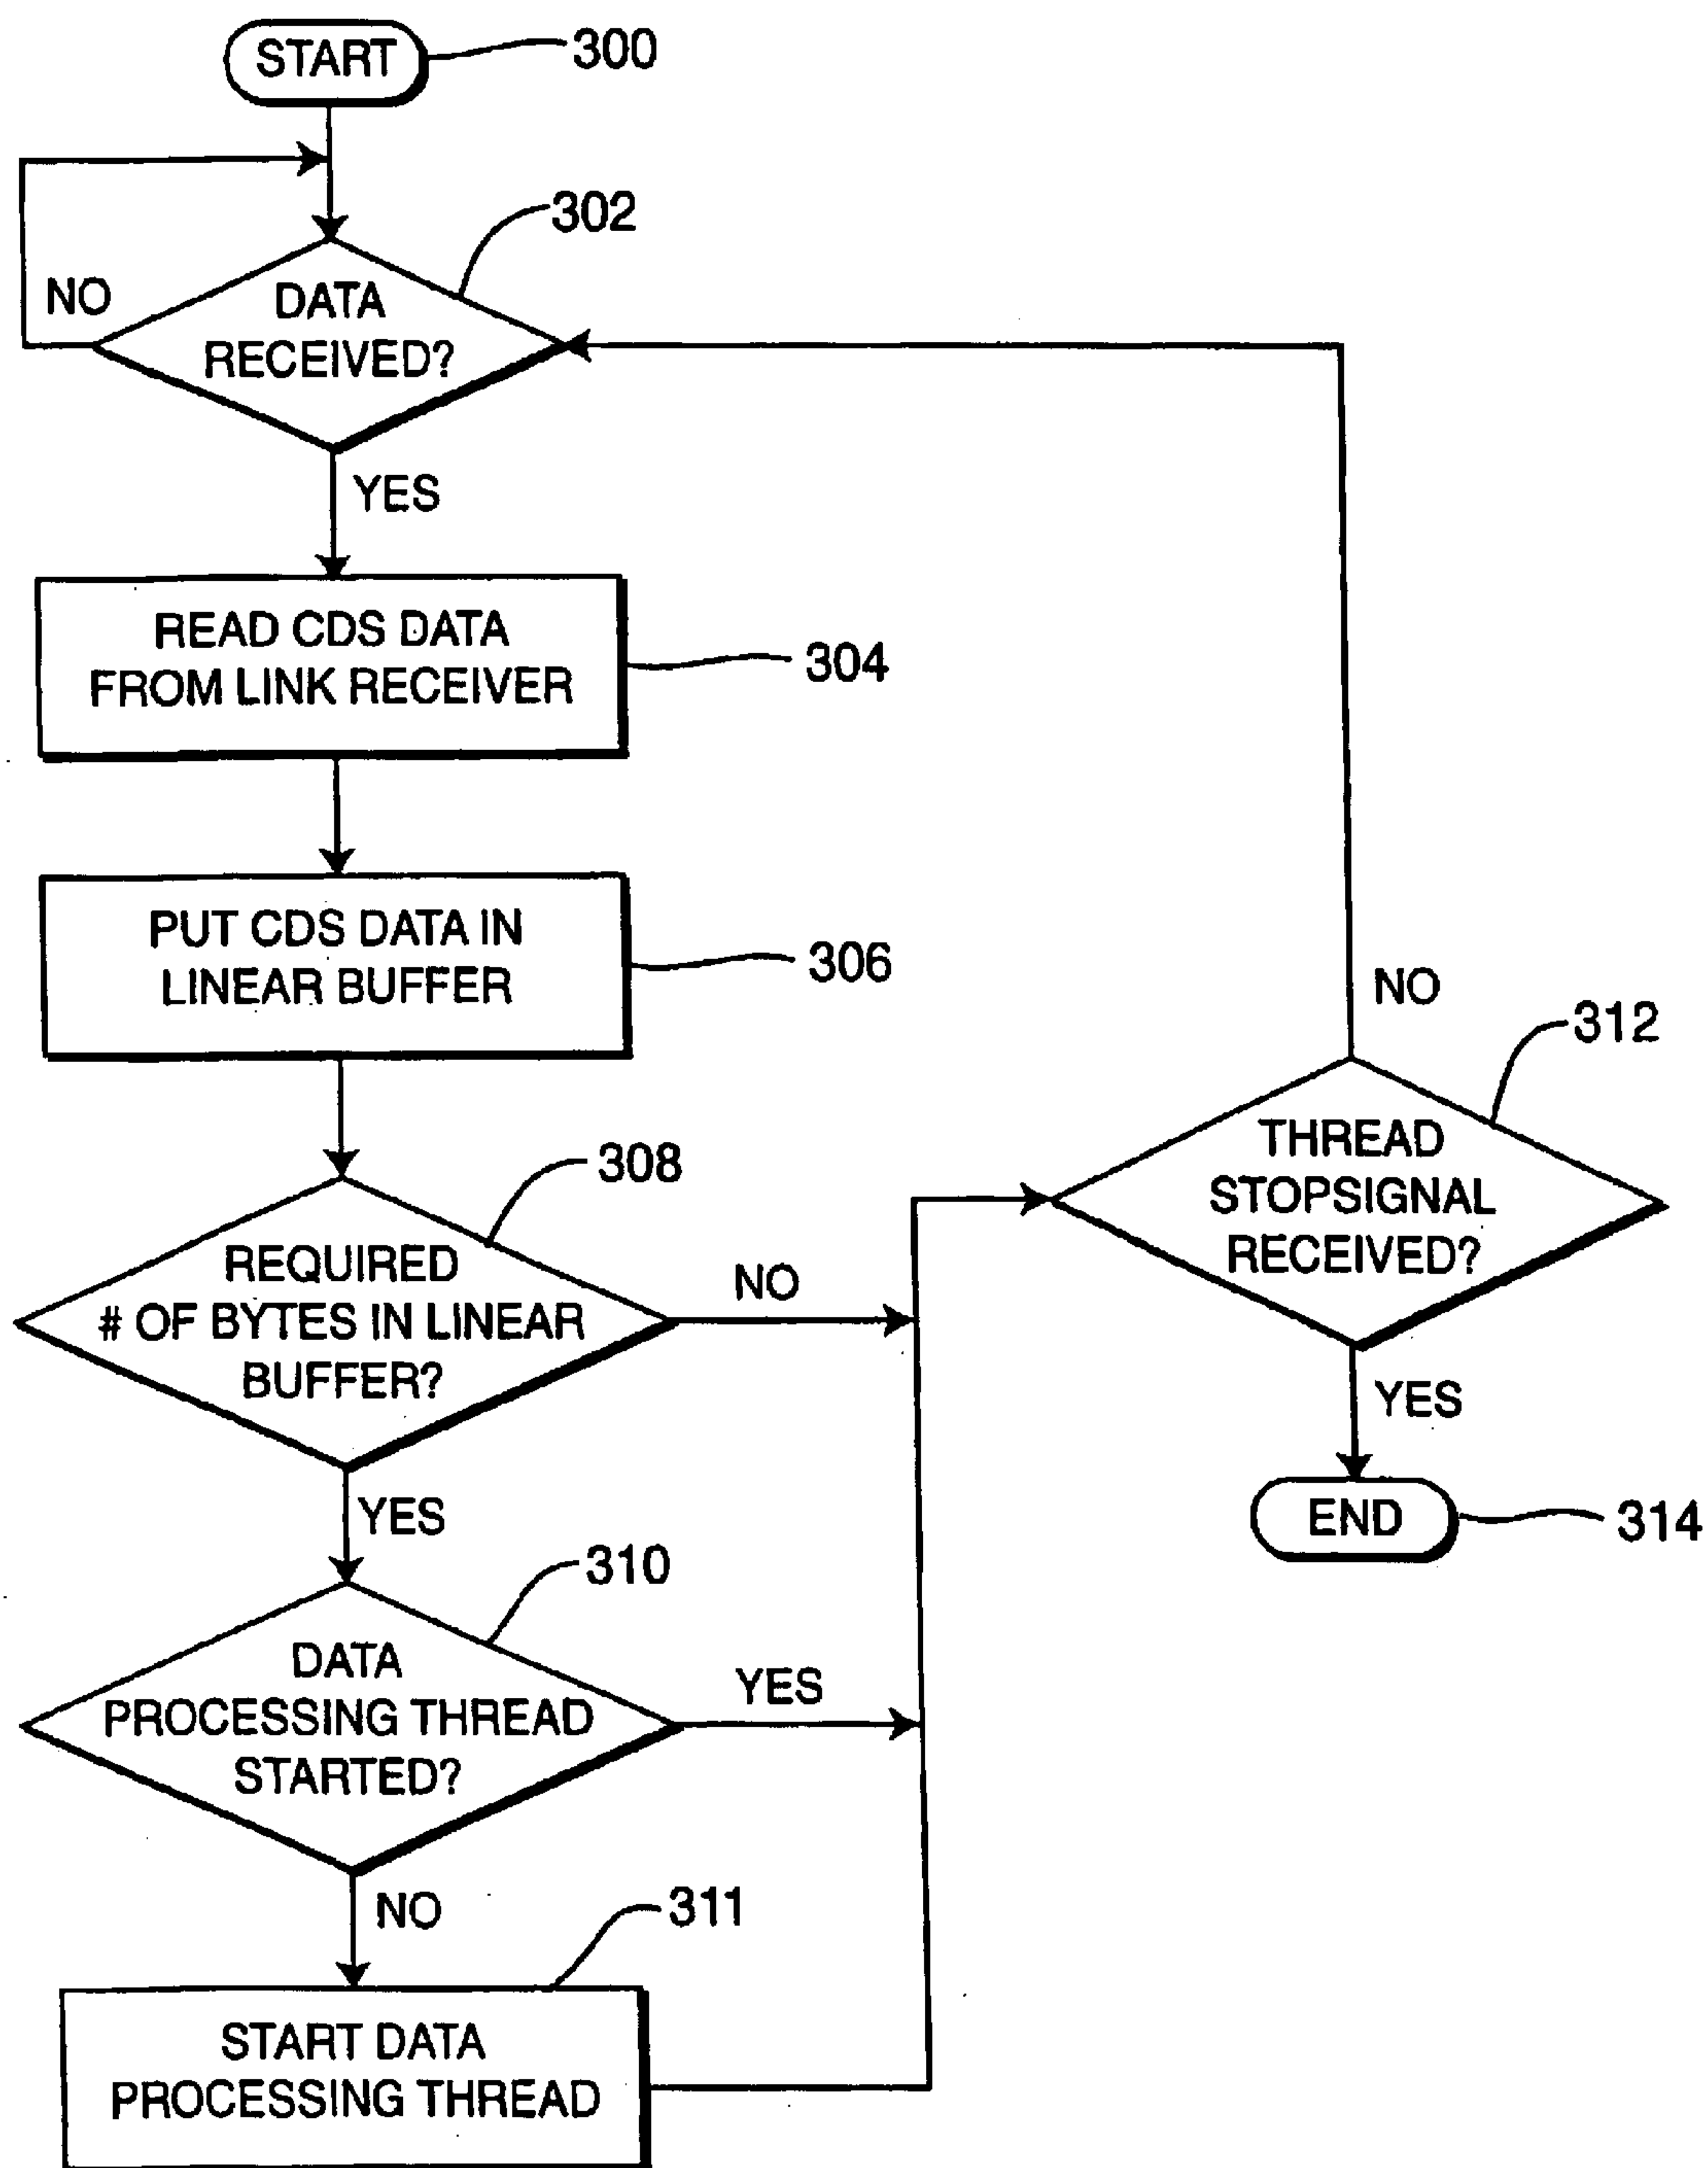 START
300
302
NO
DATA
RECEIVED?
YES
READ CDS DATA
FROM LINK RECEIVER
304
PUT CDS DATA IN
LINEAR BUFFER
306
308
REQUIRED
# OF BYTES IN LINEAR
BUFFER?
NO
YES
310
DATA
PROCESSING THREAD
STARTED?
YES
NO
311
START DATA
PROCESSING THREAD
NO
312
THREAD
STOPSIGNAL
RECEIVED?
YES
END
314